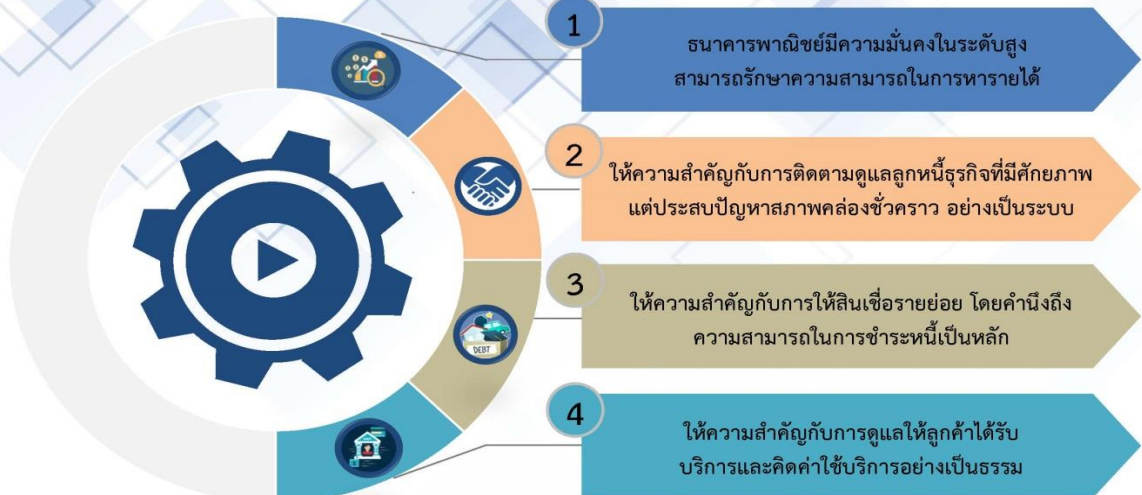 1
ธนาคารพาณิชย์มีความมั่นคงในระดับสูง
สามารถรักษาความสามารถในการหารายได้
2
ให้ความสำคัญกับการติดตามดูแลลูกหนี้ธุรกิจที่มีศักยภาพ
แต่ประสบปัญหาสภาพคล่องชั่วคราว อย่างเป็นระบบ
3
ให้ความสำคัญกับการให้สินเชื่อรายย่อย โดยคำนึงถึง
ความสามารถในการชำระหนี้เป็นหลัก
DEBT
4
ให้ความสำคัญกับการดูแลให้ลูกค้าได้รับ
บริการและคิดค่าใช้บริการอย่างเป็นธรรม